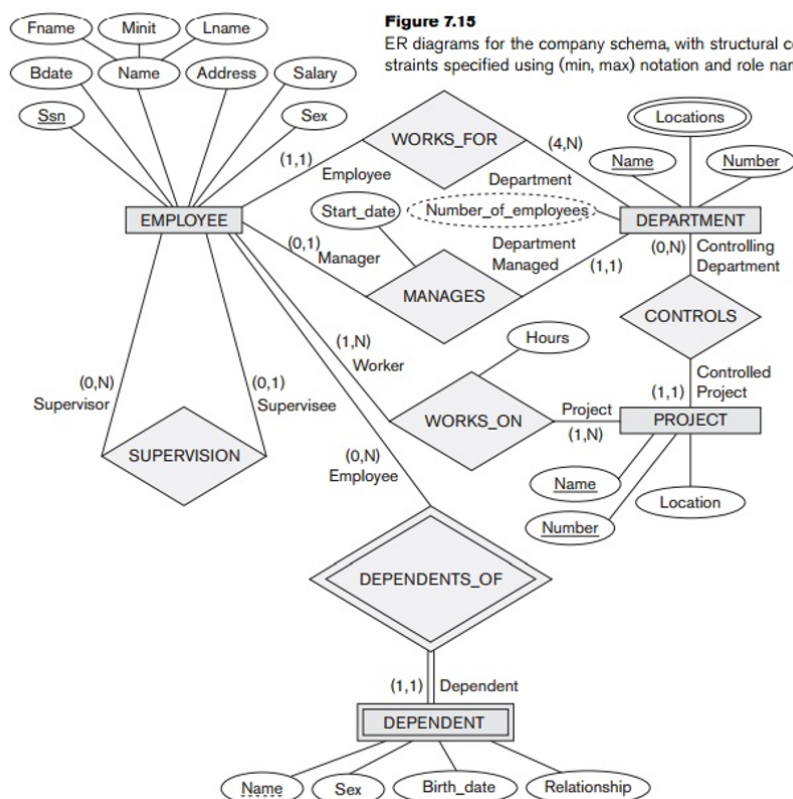 Figure 7.15
ER diagrams for the company schema, with structural co
straints specified using (min, max) notation and role nam
Fname
Minit
Lname
Bdate
Name
Address
Salary
Ssn
Sex
WORKS_FOR
Locations
Name
Number
(1,1)
Employee
(4,N)
Department
EMPLOYEE
Start_date
Number_of_employees
DEPARTMENT
(0,1)
Manager
MANAGES
Department
Managed
(1,1)
(0,N)
Controlling
Department
CONTROLS
(1,N)
Worker
Hours
(0,N)
Supervisor
(0,1)
Supervisee
SUPERVISION
WORKS_ON
Project
(1,N)
Controlled
Project
(1,1)
PROJECT
(0,N)
Employee
Name
Number
Location
DEPENDENTS_OF
(1,1)
Dependent
DEPENDENT
Name
Sex
Birth_date
Relationship